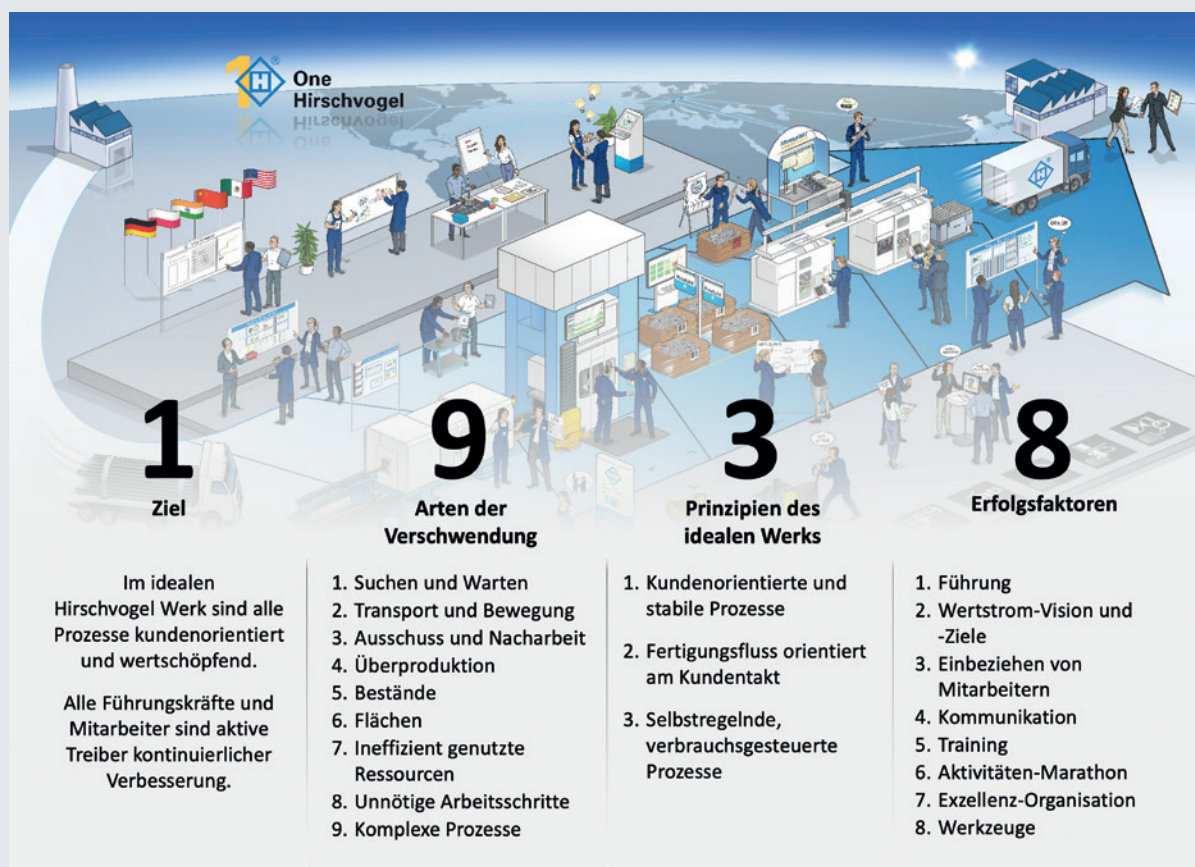 One
Hirschvogel
1
Ziel
Im idealen
Hirschvogel Werk sind alle
Prozesse kundenorientiert
und wertschöpfend.
Alle Führungskräfte und
Mitarbeiter sind aktive
Treiber kontinuierlicher
Verbesserung.
9
Arten der
Verschwendung
1. Suchen und Warten
2. Transport und Bewegung
3. Ausschuss und Nacharbeit
4. Überproduktion
5. Bestände
6. Flächen
7. Ineffizient genutzte
Ressourcen
8. Unnötige Arbeitsschritte
9. Komplexe Prozesse
3
Prinzipien des
idealen Werks
1. Kundenorientierte und
stabile Prozesse
2. Fertigungsfluss orientiert
am Kundentakt
3. Selbstregelnde,
verbrauchsgesteuerte
Prozesse
8
Erfolgsfaktoren
1. Führung
2. Wertstrom-Vision und
-Ziele
3. Einbeziehen von
Mitarbeitern
4. Kommunikation
5. Training
6. Aktivitäten-Marathon
7. Exzellenz-Organisation
8. Werkzeuge